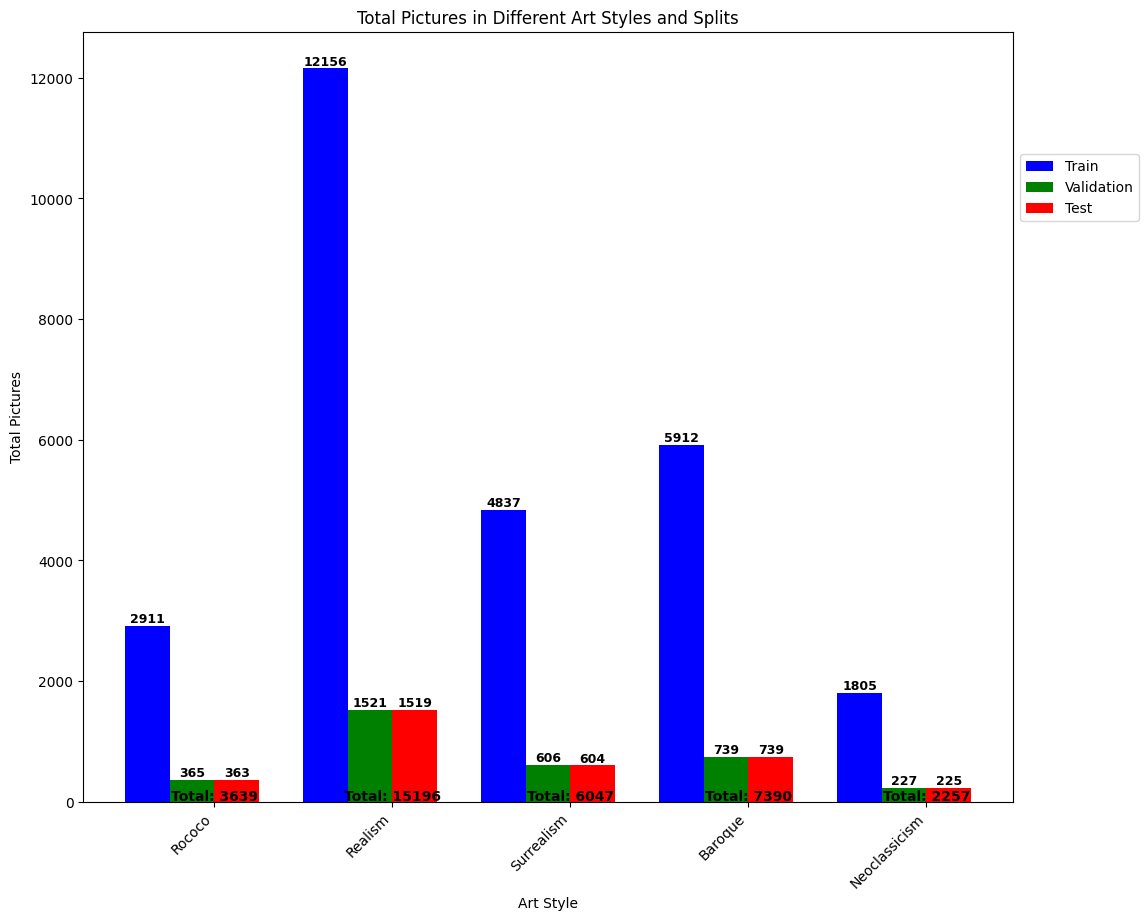 Total Pictures in Different Art Styles and Splits
Total Pictures
12000
10000
8000
6000
4000
2000
0
2911
365
363
Total: 3639
12156
1521
1519
Total: 15196
4837
606
604
Total: 6047
5912
739
739
Total: 7390
1805
227
225
Total: 2257
Rococo
Realism
Surrealism
Baroque
Neoclassicism
Art Style
Train
Validation
Test